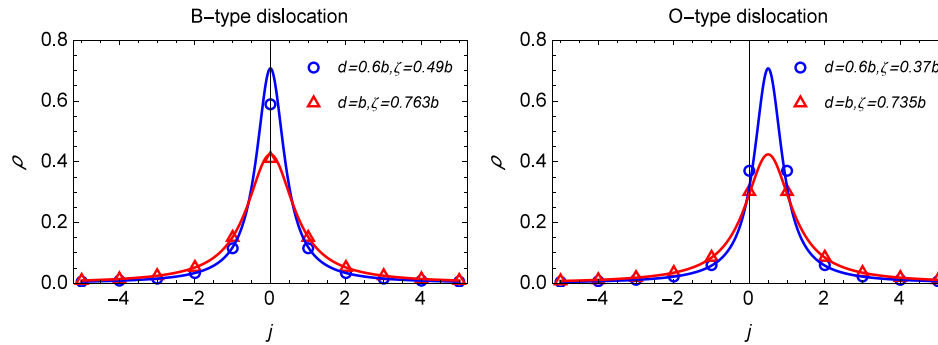 B−type dislocation
0.8
0.6
0.4
0.2
0.0
ρ
−4
−2
0
2
4
j
d=0.6b,ζ=0.49b
d=b,ζ=0.763b
O−type dislocation
0.8
0.6
0.4
0.2
0.0
ρ
−4
−2
0
2
4
j
d=0.6b,ζ=0.37b
d=b,ζ=0.735b